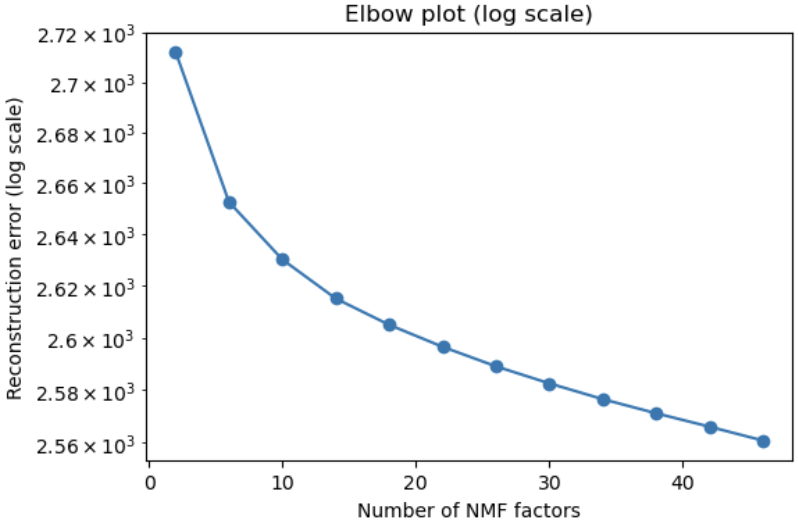 Elbow plot (log scale)
Reconstruction error (log scale)
2.72 × 10³
2.7 × 10³
2.68 × 10³
2.66 × 10³
2.64 × 10³
2.62 × 10³
2.6 × 10³
2.58 × 10³
2.56 × 10³
0 10 20 30 40
Number of NMF factors